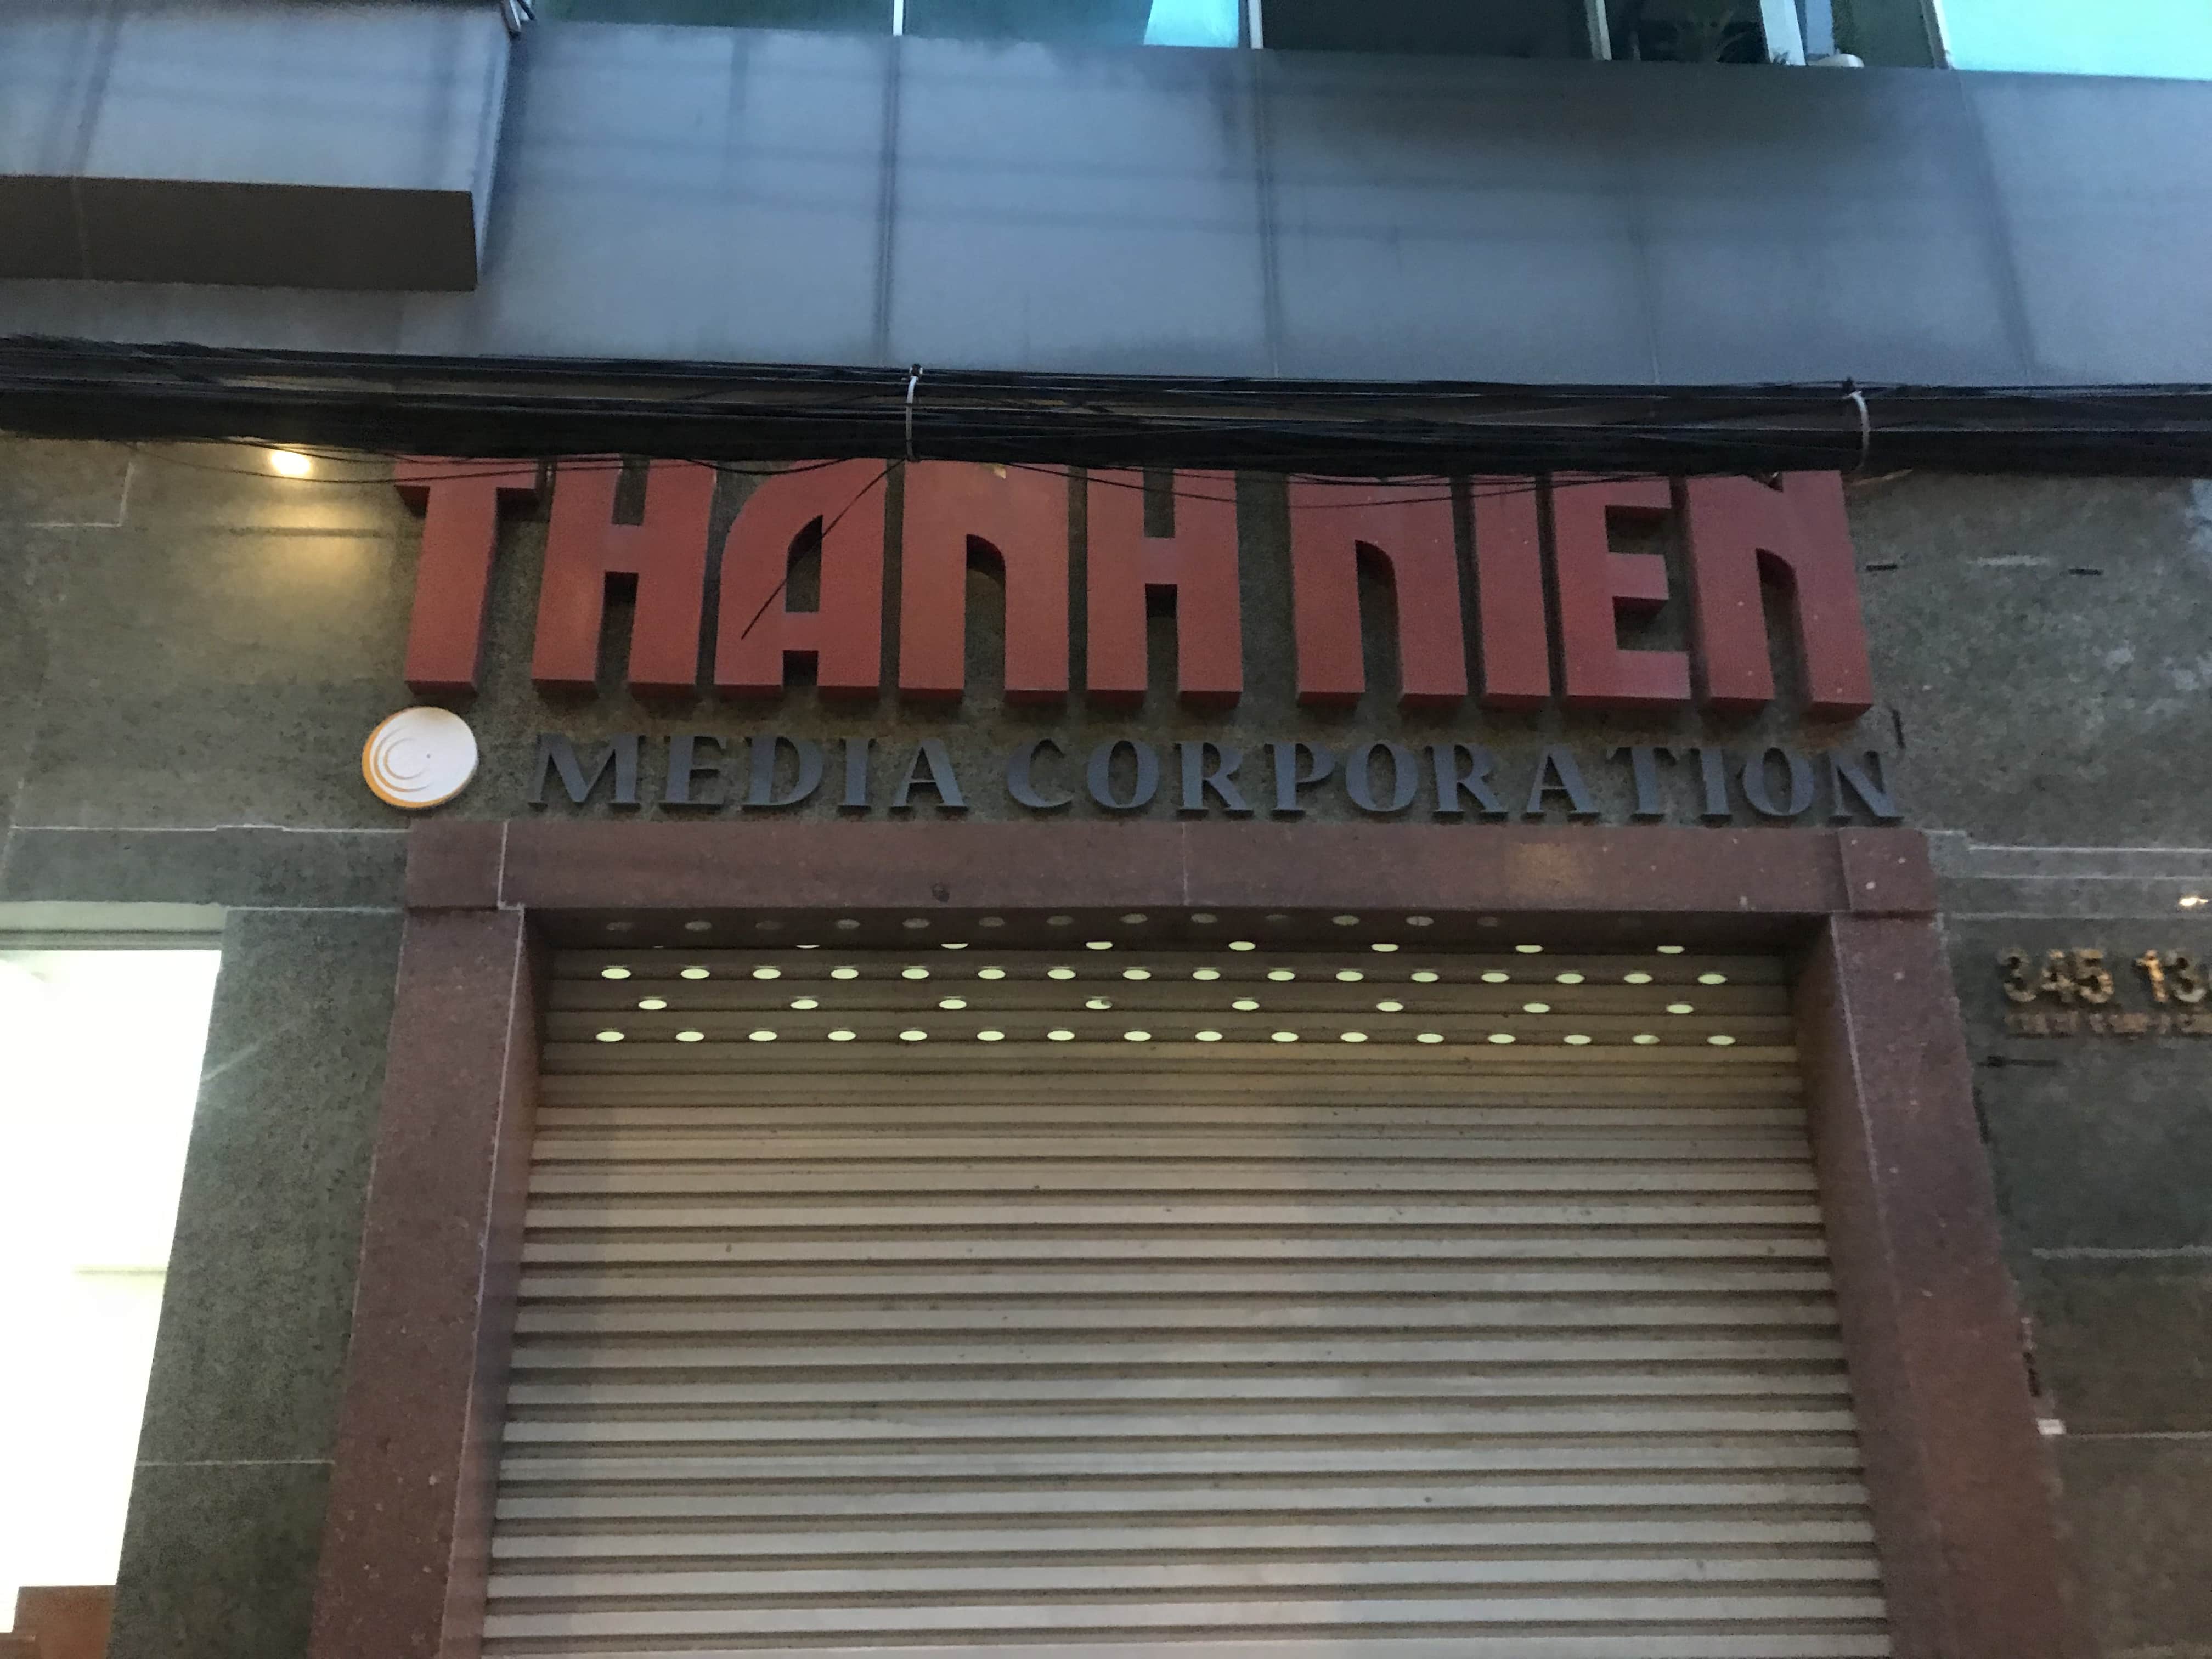 THANH NIEN
MEDIA CORPORATION
345 13